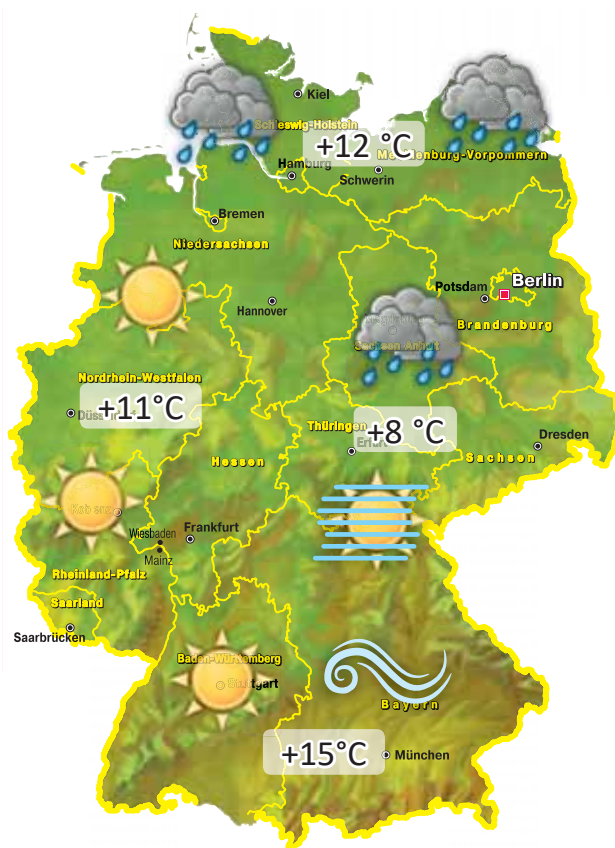 Kiel
Schleswig-Holstein
+12 °C
Mecklenburg-Vorpommern
Hamburg
Schwerin
Bremen
Niedersachsen
Berlin
Potsdam
Hannover
Brandenburg
Sachsen-Anhalt
Nordrhein-Westfalen
+11°C
Düsseldorf
Thüringen
+8 °C
Erfurt
Dresden
Sachsen
Hessen
Koblenz
Wiesbaden
Frankfurt
Mainz
Rheinland-Pfalz
Saarland
Saarbrücken
Baden-Württemberg
Stuttgart
Bayern
+15°C
München